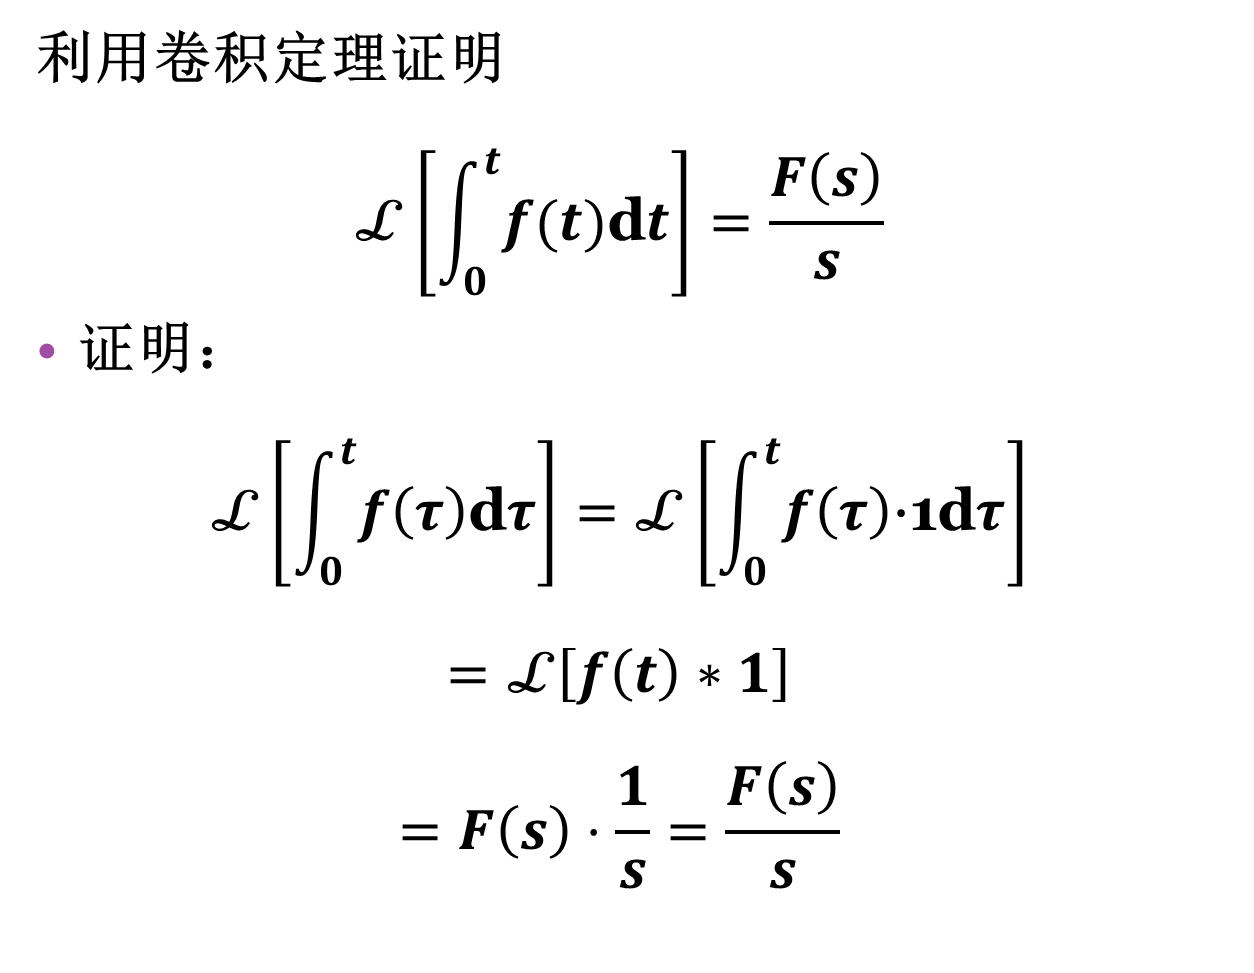 利用卷积定理证明
ℒ[∫₀ᵗ f(t)dt] = F(s)/s
• 证明：
ℒ[∫₀ᵗ f(τ)dτ] = ℒ[∫₀ᵗ f(τ)·1dτ]
= ℒ[f(t) ∗ 1]
= F(s) · 1/s = F(s)/s